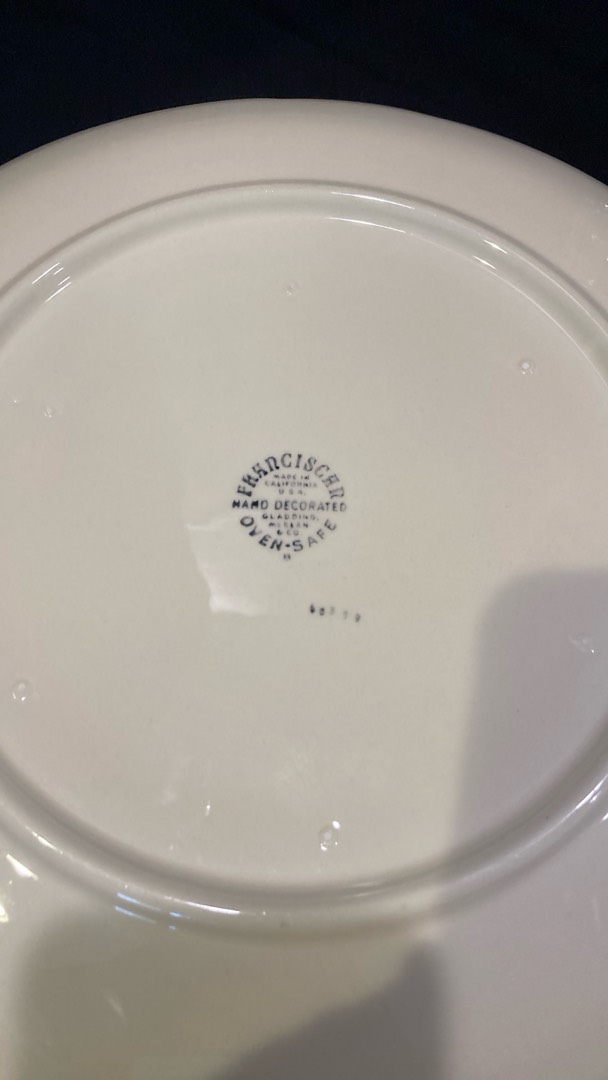 FRANCISCAN
MADE IN
CALIFORNIA
U.S.A.
HAND DECORATED
GLADDING,
McBEAN
& CO.
OVEN-SAFE